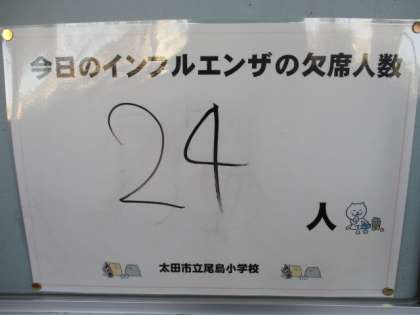 今日のインフルエンザの欠席人数
24
人
太田市立尾島小学校